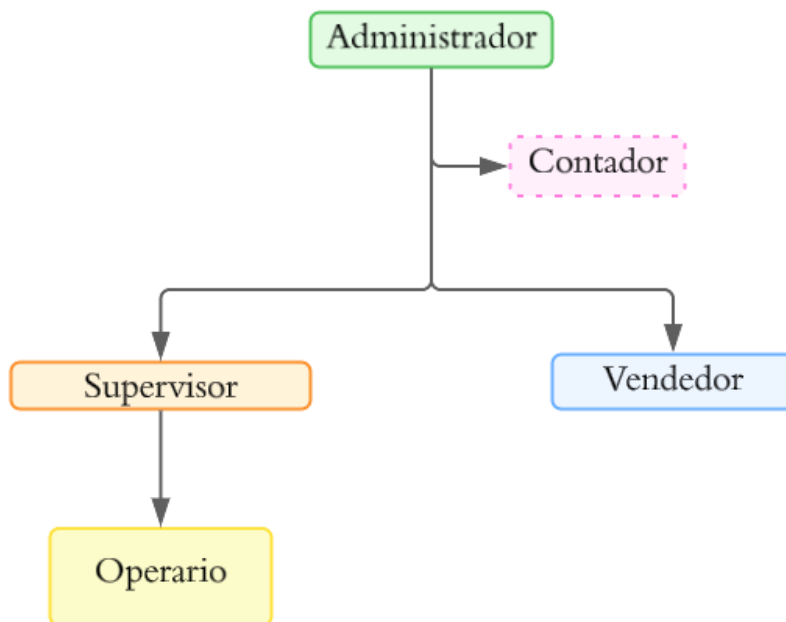 Administrador
Contador
Supervisor
Vendedor
Operario